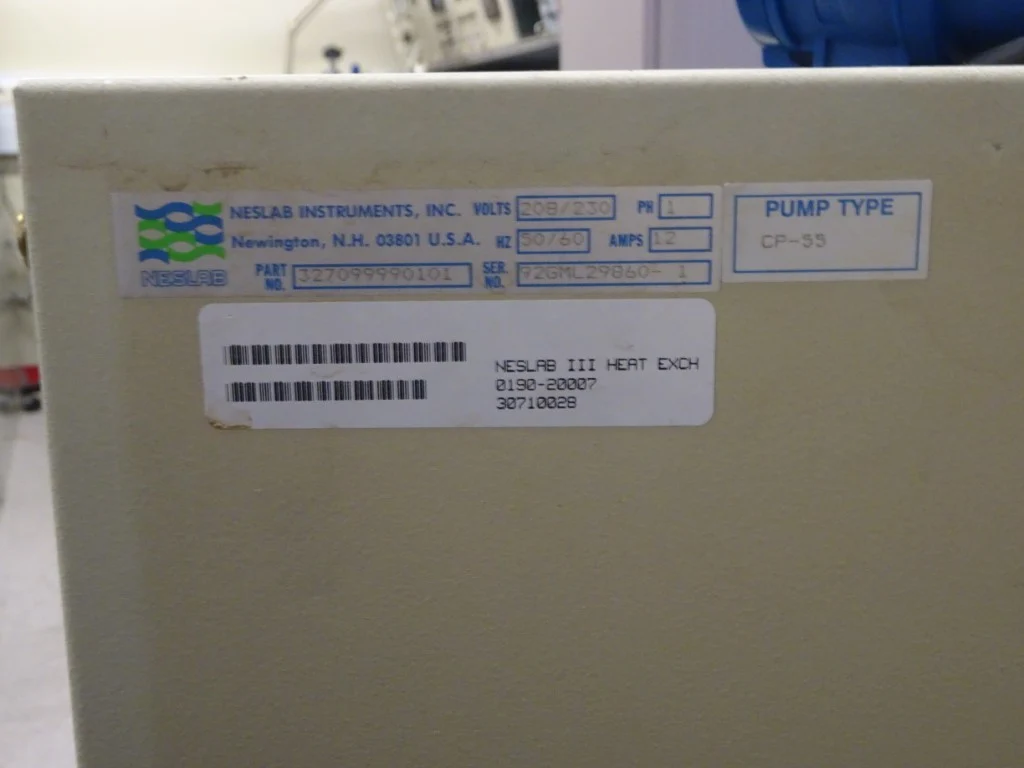 NESLAB INSTRUMENTS, INC. VOLTS 208/230 PH 1
Newington, N.H. 03801 U.S.A. HZ 50/60 AMPS 12
NESLAB PART NO. 327099990101 SER. NO. 92GML29860- 1
PUMP TYPE
CP-55
NESLAB III HEAT EXCH
0190-20007
30710028